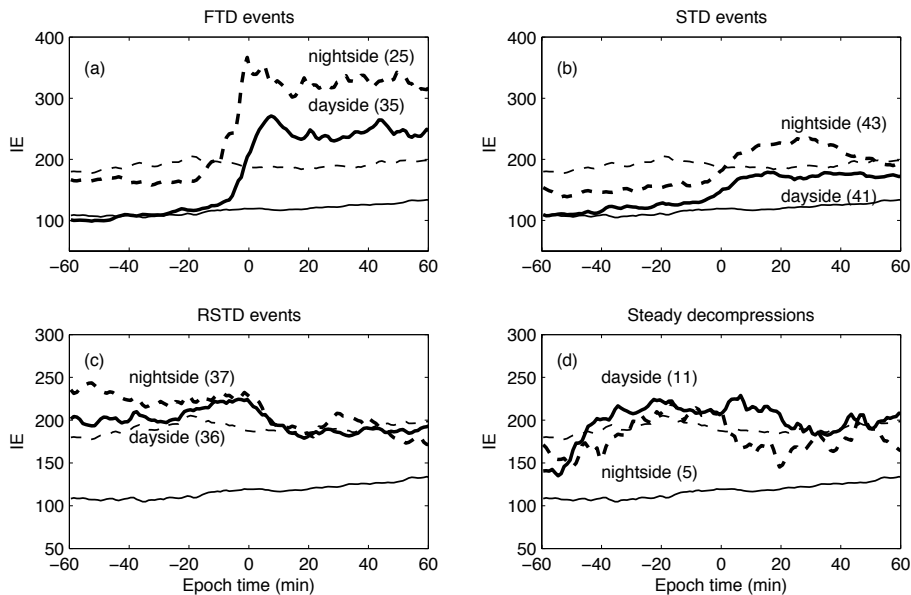 FTD events
STD events
400
(a)
nightside (25)
300
dayside (35)
IE
200
100
−60 −40 −20 0 20 40 60
400
(b)
300
nightside (43)
IE
200
dayside (41)
100
−60 −40 −20 0 20 40 60
RSTD events
Steady decompressions
300
(c)
nightside (37)
250
200
IE
dayside (36)
150
100
50
−60 −40 −20 0 20 40 60
Epoch time (min)
300
(d)
dayside (11)
250
200
IE
150
nightside (5)
100
50
−60 −40 −20 0 20 40 60
Epoch time (min)